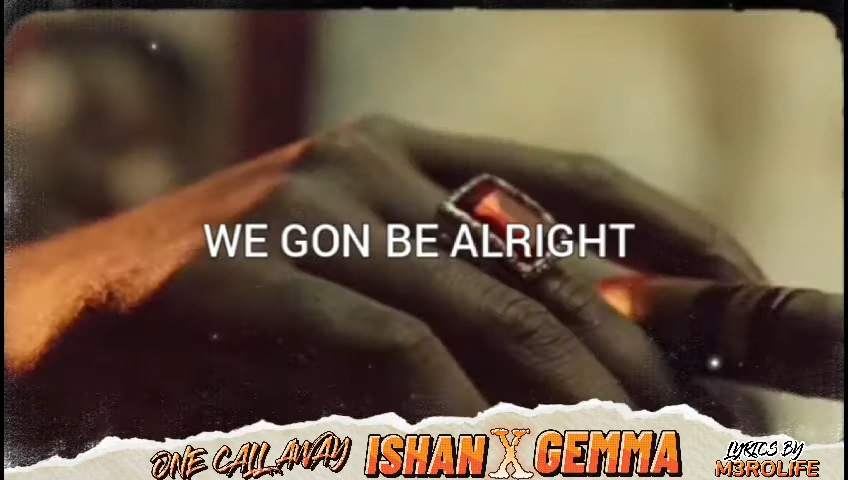 WE GON BE ALRIGHT
ONE CALL AWAY ISHAN X GEMMA
LYRICS BY
M3ROLIFE